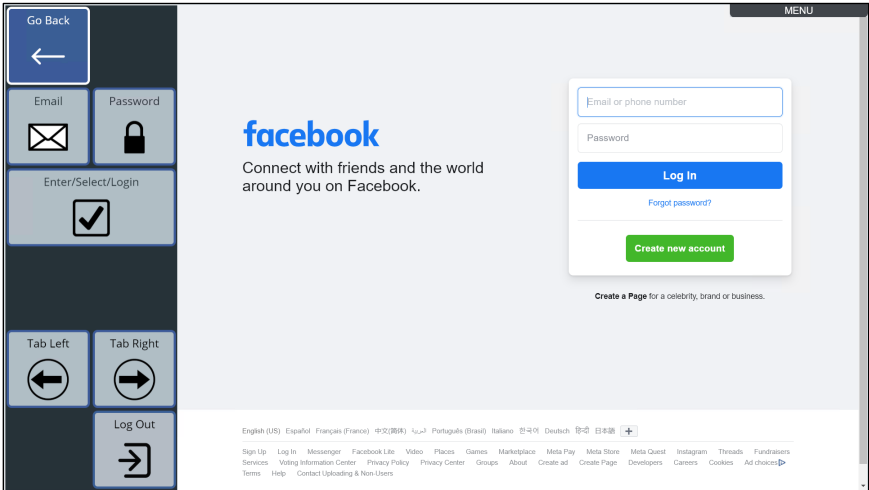 MENU
Go Back
Email
Password
Enter/Select/Login
Tab Left
Tab Right
Log Out
facebook
Connect with friends and the world
around you on Facebook.
Email or phone number
Password
Log In
Forgot password?
Create new account
Create a Page for a celebrity, brand or business.
English (US) Español Français (France) 中文(简体) العربية Português (Brasil) Italiano 한국어 Deutsch हिन्दी 日本語
Sign Up Log In Messenger Facebook Lite Video Places Games Marketplace Meta Pay Meta Store Meta Quest Instagram Threads Fundraisers
Services Voting Information Center Privacy Policy Privacy Center Groups About Create ad Create Page Developers Careers Cookies Ad choices
Terms Help Contact Uploading & Non-Users